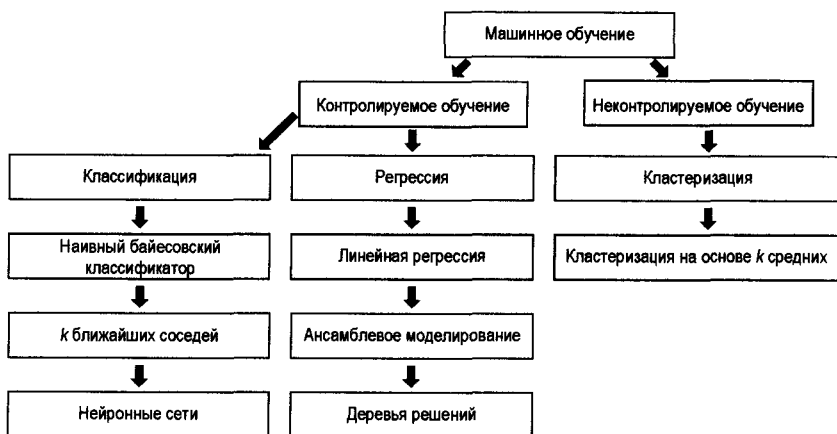 Машинное обучение
Контролируемое обучение
Неконтролируемое обучение
Классификация
Регрессия
Кластеризация
Наивный байесовский
классификатор
Линейная регрессия
Кластеризация на основе k средних
k ближайших соседей
Ансамблевое моделирование
Нейронные сети
Деревья решений